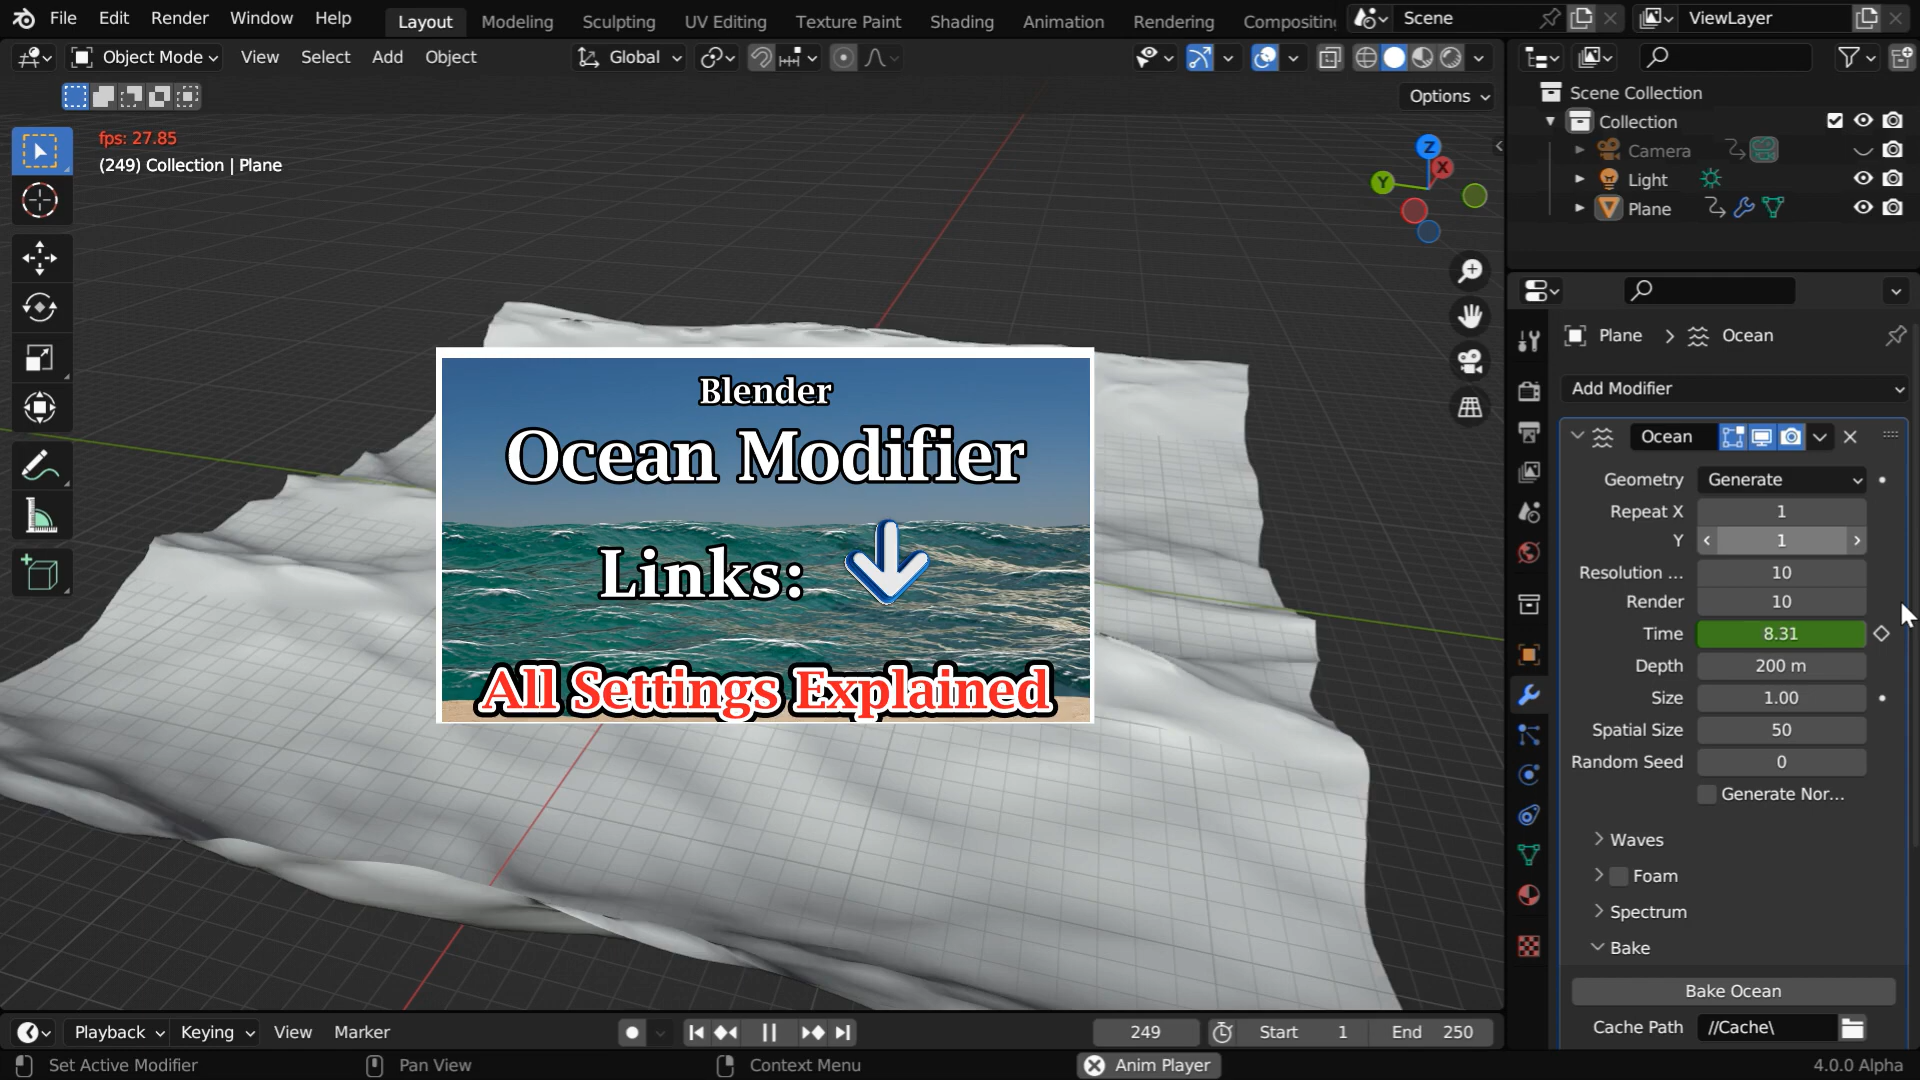 File Edit Render Window Help Layout Modeling Sculpting UV Editing Texture Paint Shading Animation Rendering Scene ViewLayer
Object Mode View Select Add Object Global
Options
fps: 27.85
(249) Collection | Plane
Z
X
Y
Scene Collection
Collection
Camera
Light
Plane
Plane Ocean
Add Modifier
Ocean
Geometry Generate
Repeat X 1
Y 1
Resolution ... 10
Render 10
Time 8.31
Depth 200 m
Size 1.00
Spatial Size 50
Random Seed 0
Generate Nor...
Waves
Foam
Spectrum
Bake
Bake Ocean
Cache Path //Cache\
Blender
Ocean Modifier
Links:
All Settings Explained
Playback Keying View Marker 249 Start 1 End 250
Set Active Modifier Pan View Context Menu Anim Player 4.0.0 Alpha